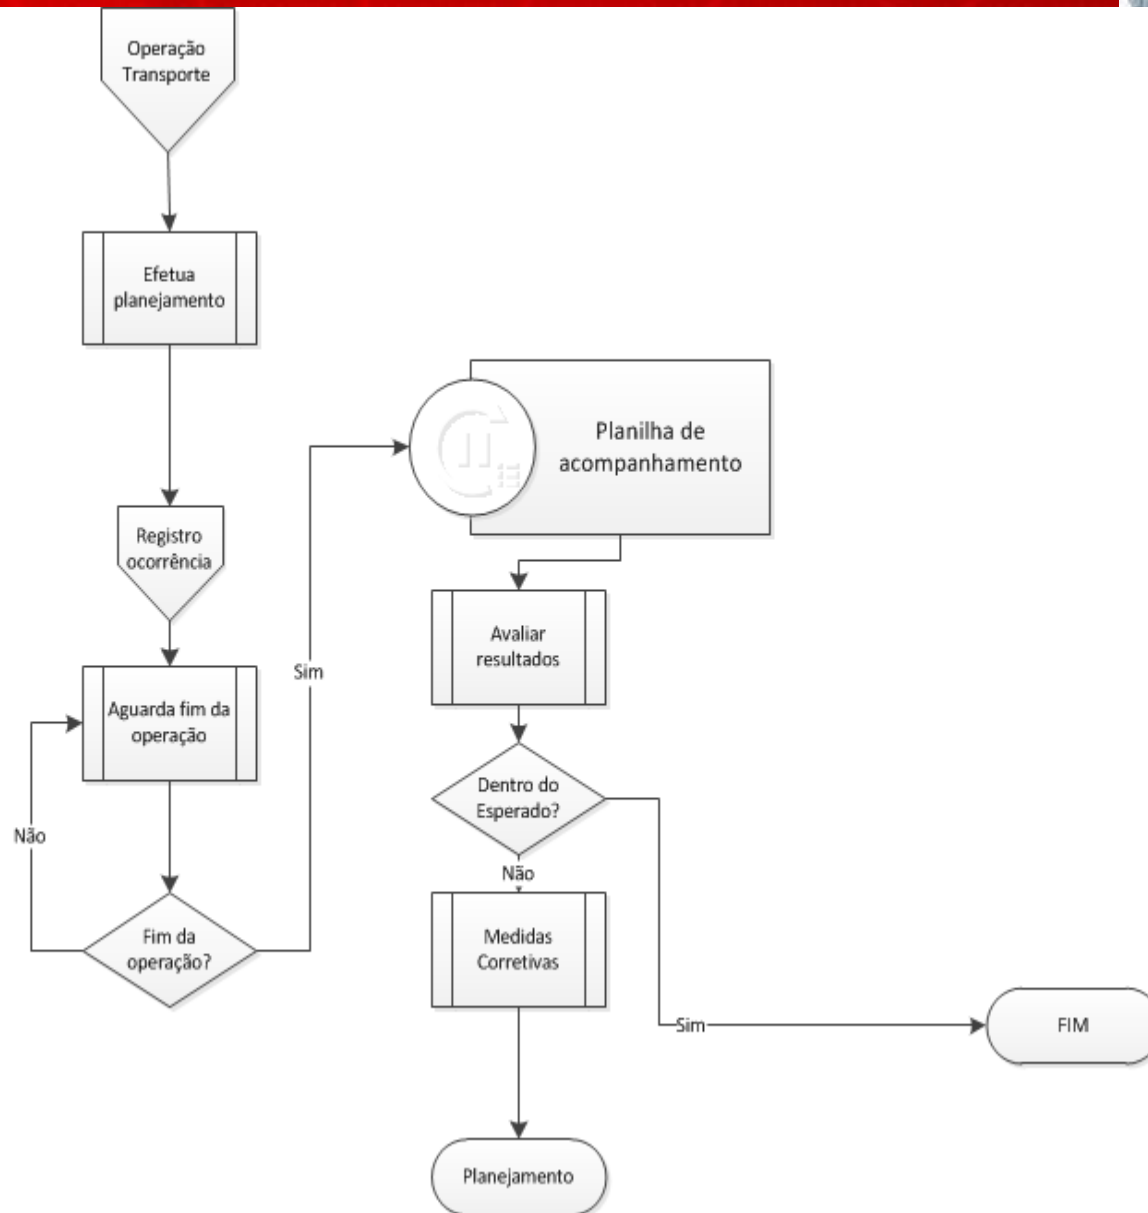 Operação
Transporte
Efetua
planejamento
Registro
ocorrência
Aguarda fim da
operação
Não
Fim da
operação?
Sim
Planilha de
acompanhamento
Avaliar
resultados
Dentro do
Esperado?
Não
Medidas
Corretivas
Sim
FIM
Planejamento